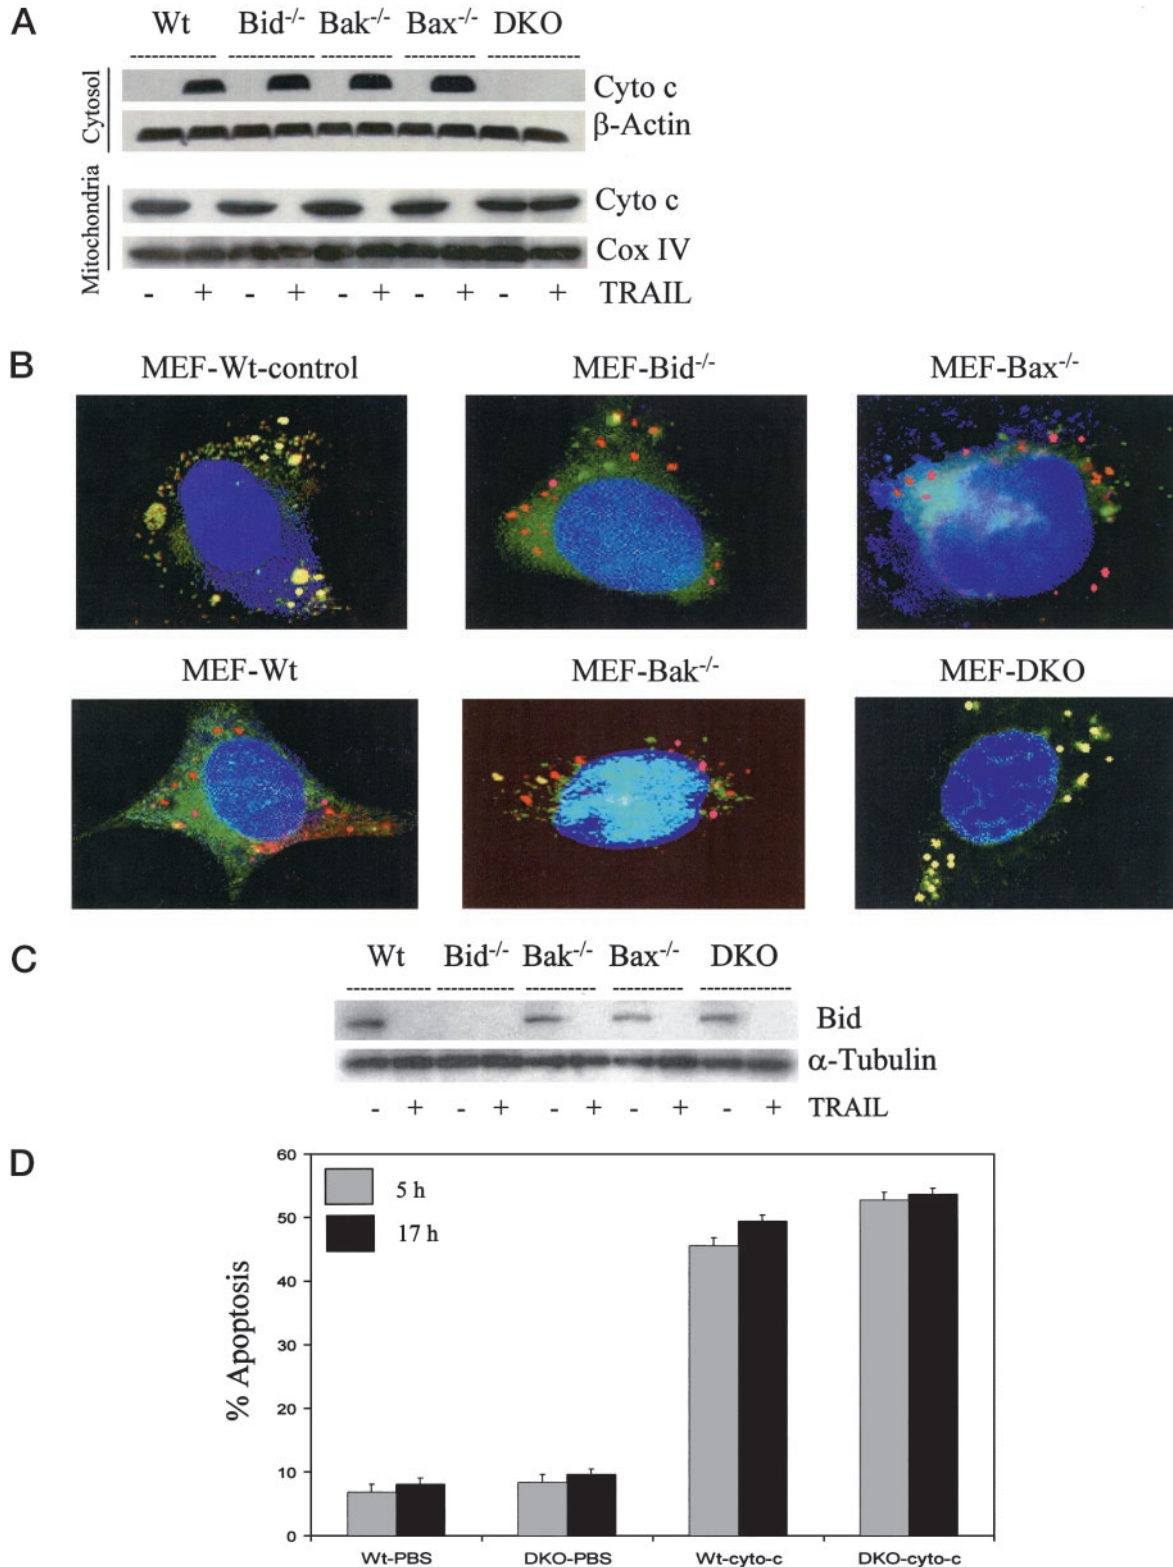 A
Wt Bid-/- Bak-/- Bax-/- DKO
Cytosol
Cyto c
β-Actin
Mitochondria
Cyto c
Cox IV
- + - + - + - + - + TRAIL
B
MEF-Wt-control MEF-Bid-/- MEF-Bax-/-
MEF-Wt MEF-Bak-/- MEF-DKO
C
Wt Bid-/- Bak-/- Bax-/- DKO
Bid
α-Tubulin
- + - + - + - + - + TRAIL
D
% Apoptosis
60
50
40
30
20
10
0
5 h
17 h
Wt-PBS DKO-PBS Wt-cyto-c DKO-cyto-c